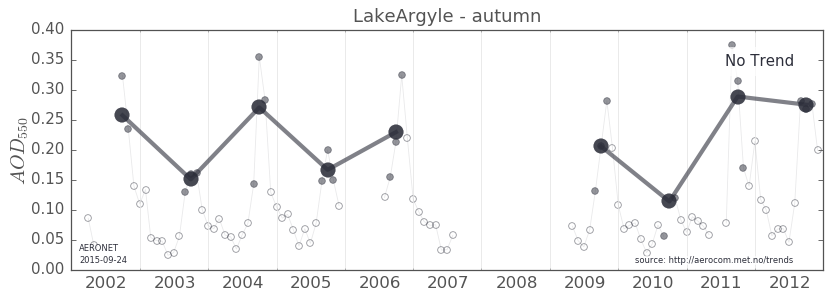 LakeArgyle - autumn
0.40
0.35
0.30
0.25
0.20
0.15
0.10
0.05
0.00
AOD550
No Trend
AERONET
2015-09-24
source: http://aerocom.met.no/trends
2002 2003 2004 2005 2006 2007 2008 2009 2010 2011 2012